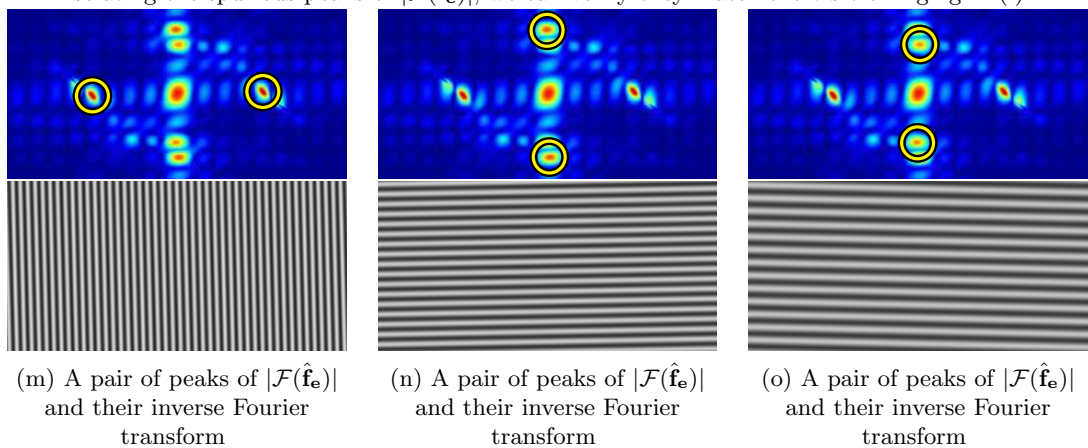 (m) A pair of peaks of |𝓕(f̂ₑ)|
and their inverse Fourier
transform
(n) A pair of peaks of |𝓕(f̂ₑ)|
and their inverse Fourier
transform
(o) A pair of peaks of |𝓕(f̂ₑ)|
and their inverse Fourier
transform